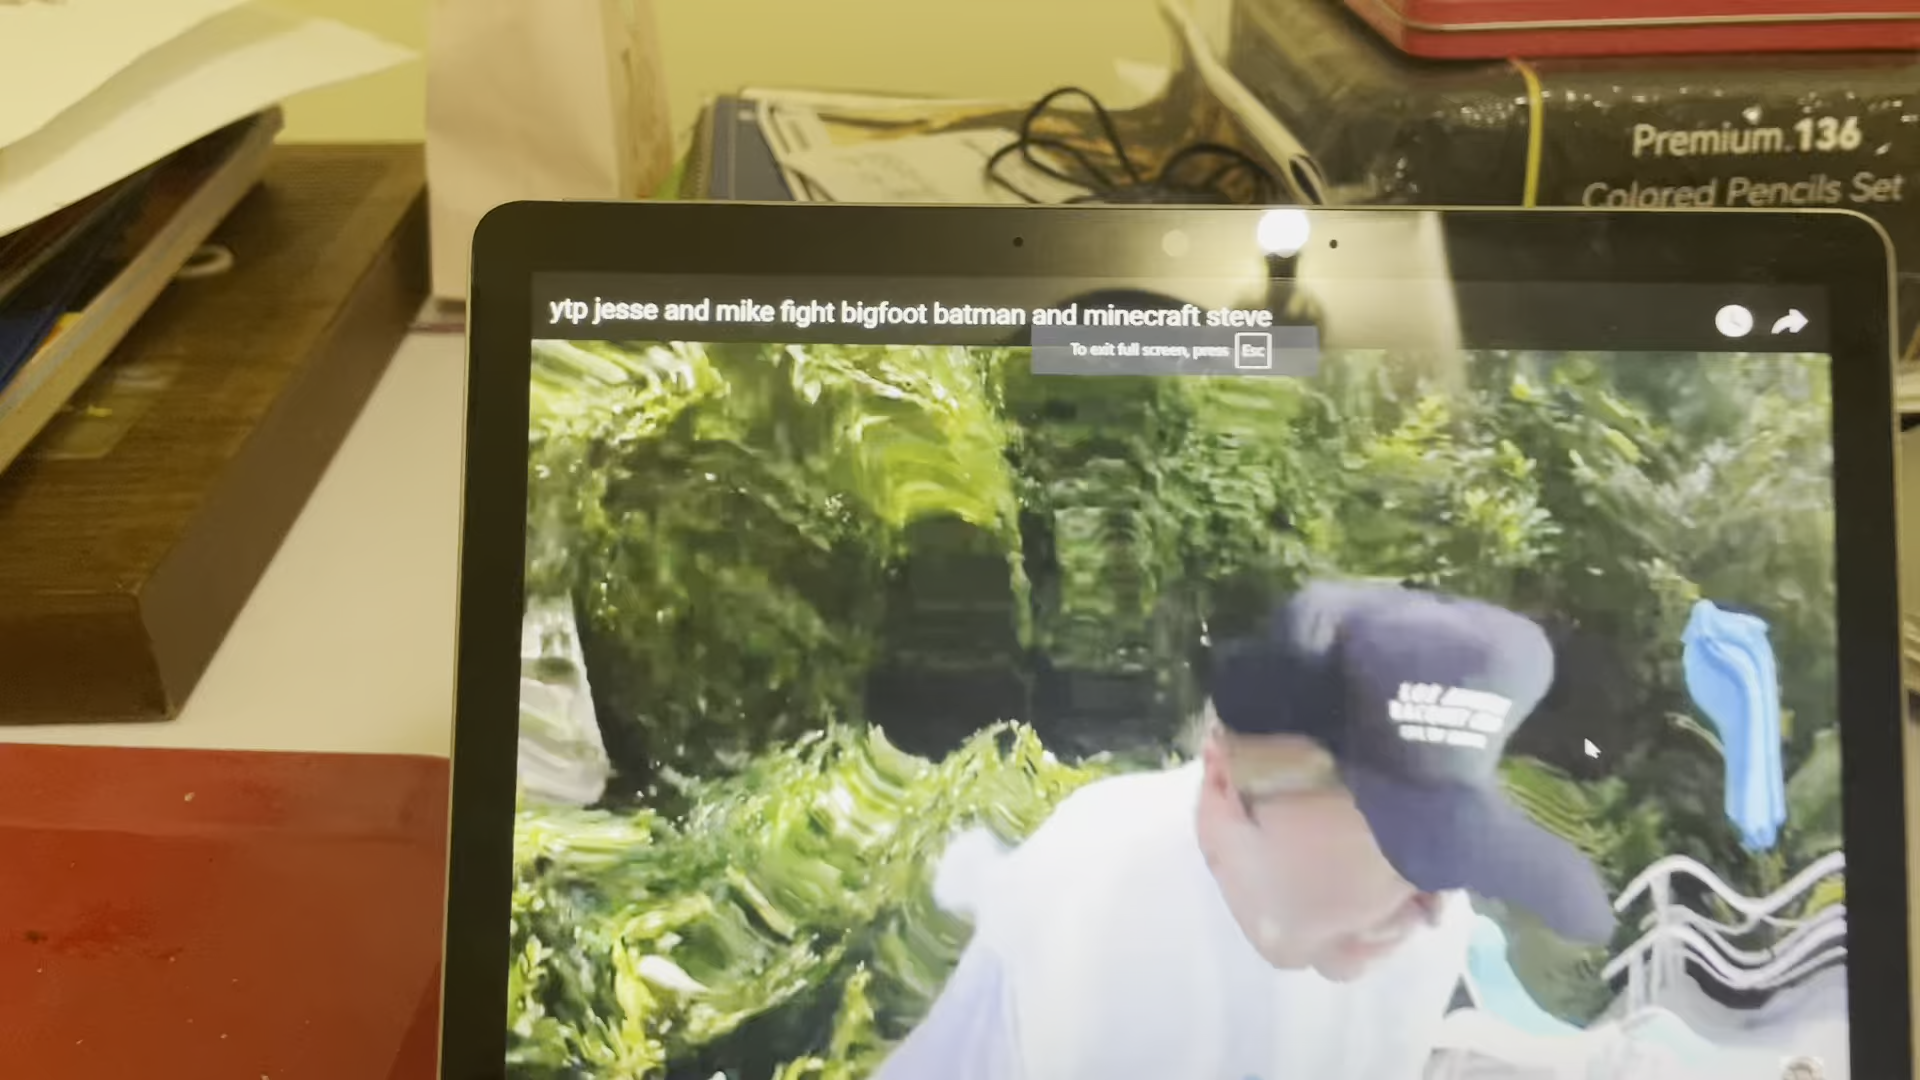 Premium 136
Colored Pencils Set
ytp jesse and mike fight bigfoot batman and minecraft steve
To exit full screen, press Esc